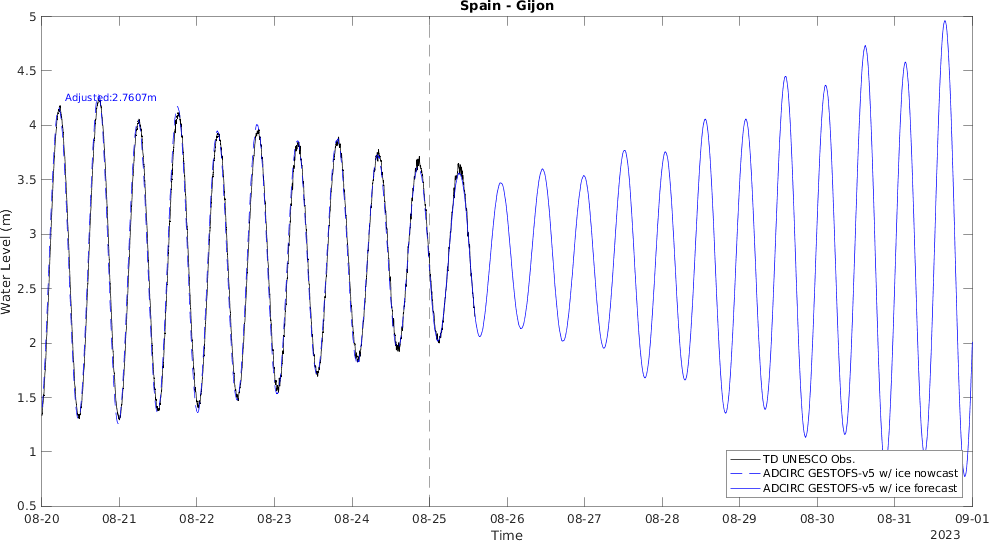 Spain - Gijon
5
4.5
4
3.5
3
2.5
2
1.5
1
0.5
Water Level (m)
Adjusted:2.7607m
TD UNESCO Obs.
ADCIRC GESTOFS-v5 w/ ice nowcast
ADCIRC GESTOFS-v5 w/ ice forecast
08-20 08-21 08-22 08-23 08-24 08-25 08-26 08-27 08-28 08-29 08-30 08-31 09-01
Time
2023